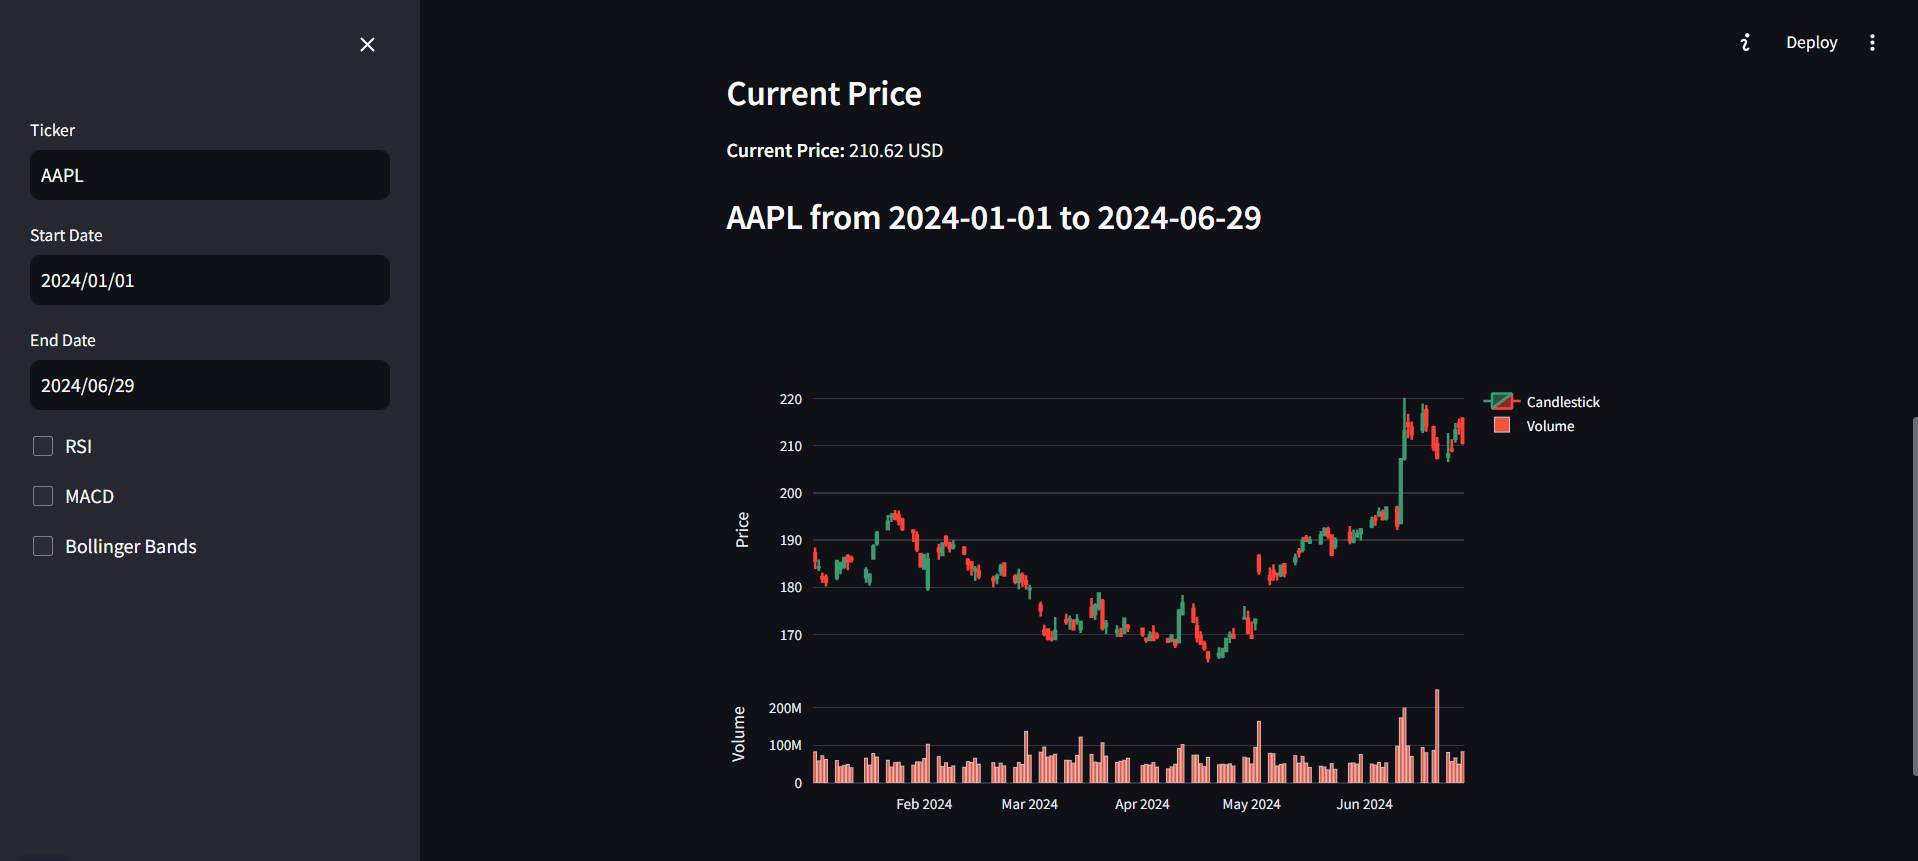 Deploy
Ticker
AAPL
Start Date
2024/01/01
End Date
2024/06/29
RSI
MACD
Bollinger Bands
Current Price
Current Price: 210.62 USD
AAPL from 2024-01-01 to 2024-06-29
220
210
200
190
180
170
Price
Candlestick
Volume
200M
100M
0
Volume
Feb 2024
Mar 2024
Apr 2024
May 2024
Jun 2024